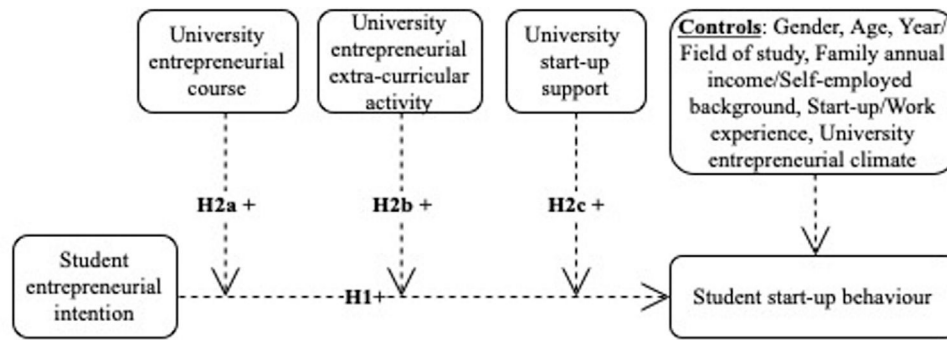 University
entrepreneurial
course
University
entrepreneurial
extra-curricular
activity
University
start-up
support
Controls: Gender, Age, Year/
Field of study, Family annual
income/Self-employed
background, Start-up/Work
experience, University
entrepreneurial climate
H2a +
H2b +
H2c +
Student
entrepreneurial
intention
H1+
Student start-up behaviour